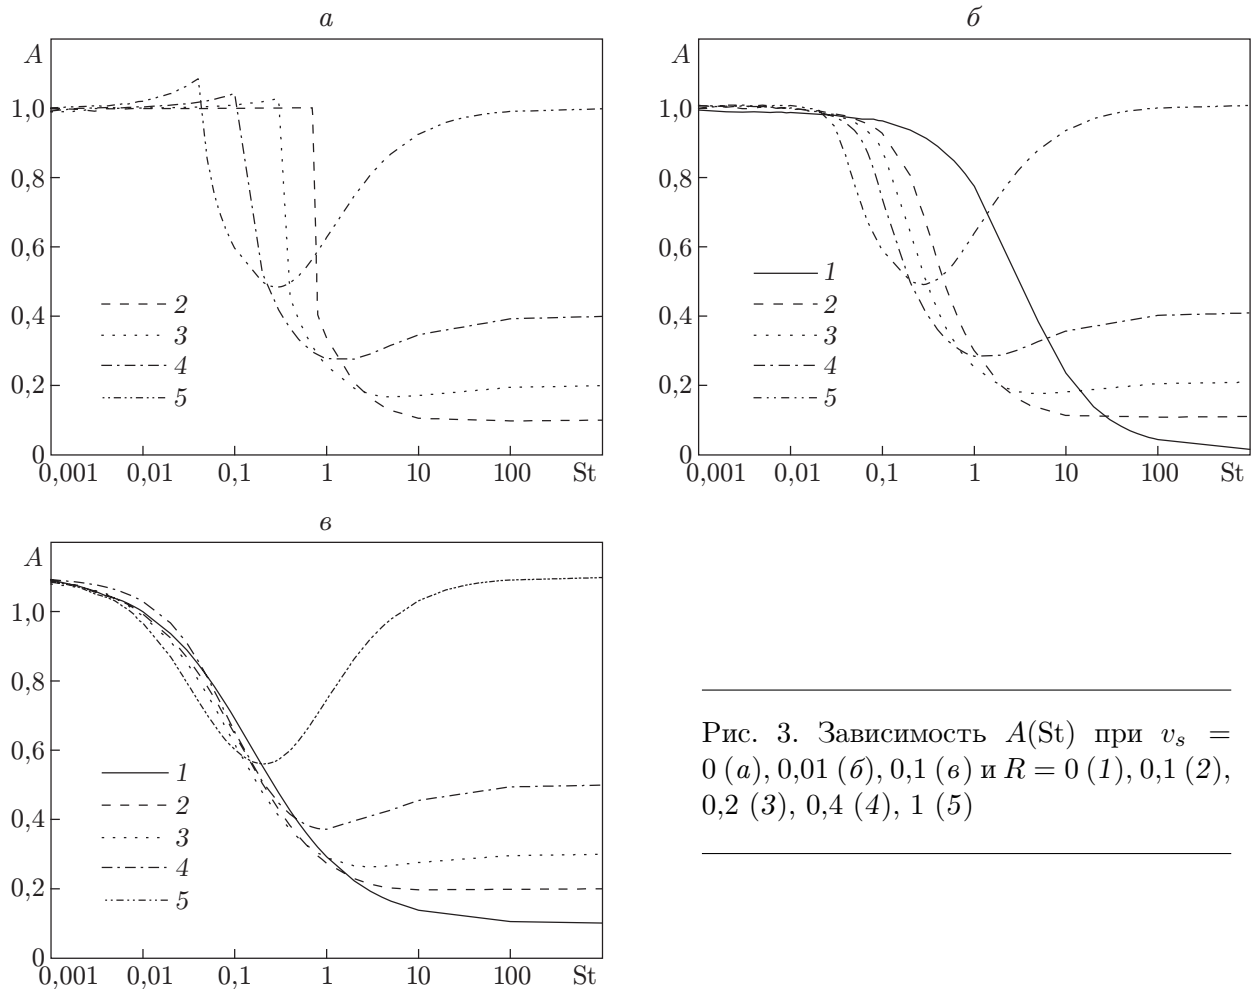 а
A
1,0
0,8
0,6
0,4
0,2
0
2
3
4
5
0,001 0,01 0,1 1 10 100 St
б
A
1,0
0,8
0,6
0,4
0,2
0
1
2
3
4
5
0,001 0,01 0,1 1 10 100 St
в
A
1,0
0,8
0,6
0,4
0,2
0
1
2
3
4
5
0,001 0,01 0,1 1 10 100 St
Рис. 3. Зависимость A(St) при v_s =
0 (а), 0,01 (б), 0,1 (в) и R = 0 (1), 0,1 (2),
0,2 (3), 0,4 (4), 1 (5)